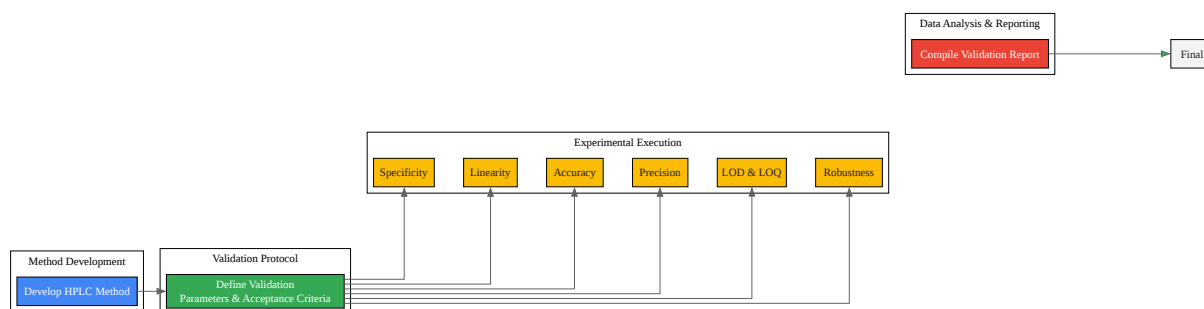 Data Analysis & Reporting
Compile Validation Report
Final
Experimental Execution
Specificity
Linearity
Accuracy
Precision
LOD & LOQ
Robustness
Method Development
Develop HPLC Method
Validation Protocol
Define Validation
Parameters & Acceptance Criteria